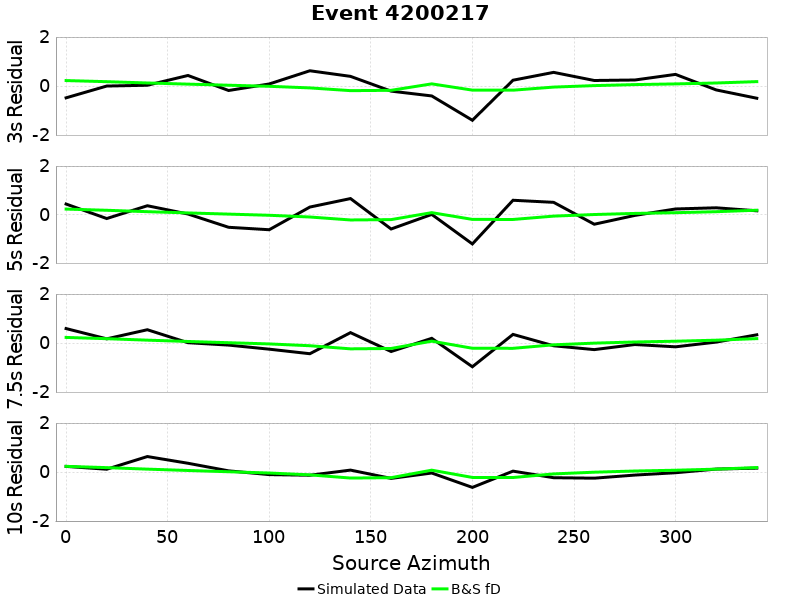 Event 4200217
3s Residual
2
0
-2
5s Residual
2
0
-2
7.5s Residual
2
0
-2
10s Residual
2
0
-2
0 50 100 150 200 250 300
Source Azimuth
Simulated Data B&S fD